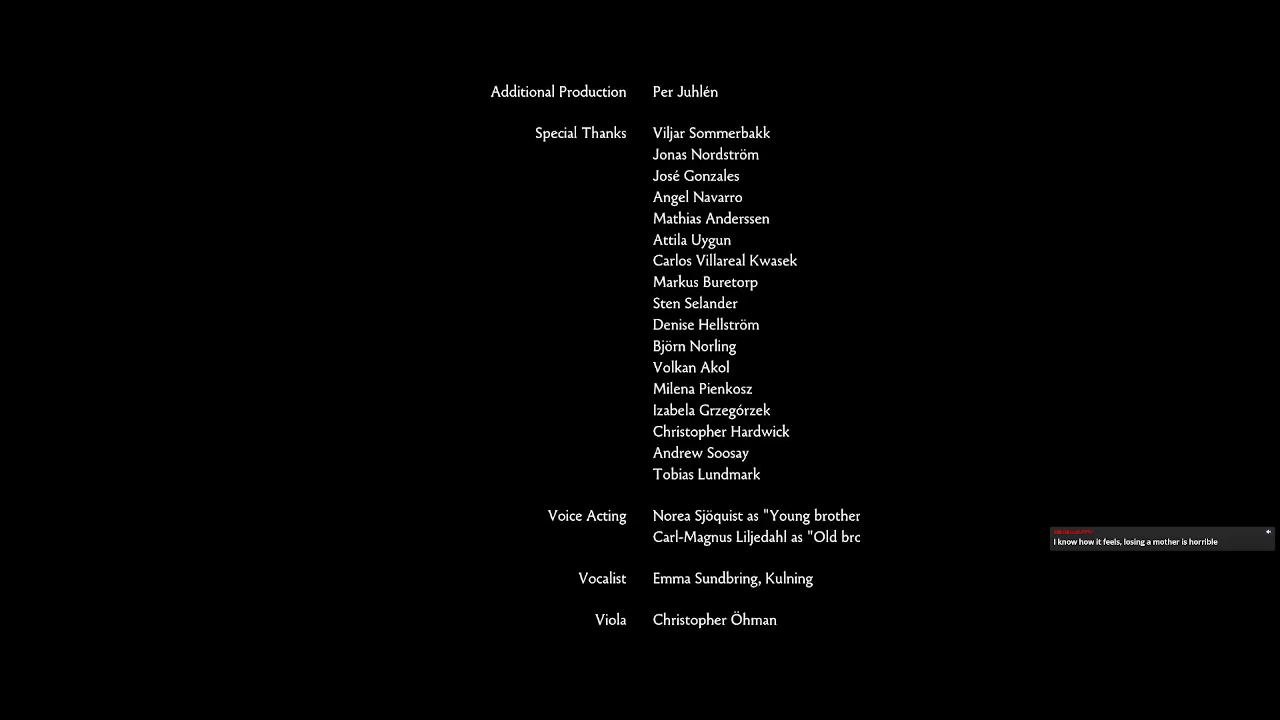 Additional Production Per Juhlén
Special Thanks Viljar Sommerbakk
Jonas Nordström
José Gonzales
Angel Navarro
Mathias Anderssen
Attila Uygun
Carlos Villareal Kwasek
Markus Buretorp
Sten Selander
Denise Hellström
Björn Norling
Volkan Akol
Milena Pienkosz
Izabela Grzegórzek
Christopher Hardwick
Andrew Soosay
Tobias Lundmark
Voice Acting Norea Sjöquist as "Young brother
Carl-Magnus Liljedahl as "Old bro
I know how it feels, losing a mother is horrible
Vocalist Emma Sundbring, Kulning
Viola Christopher Öhman